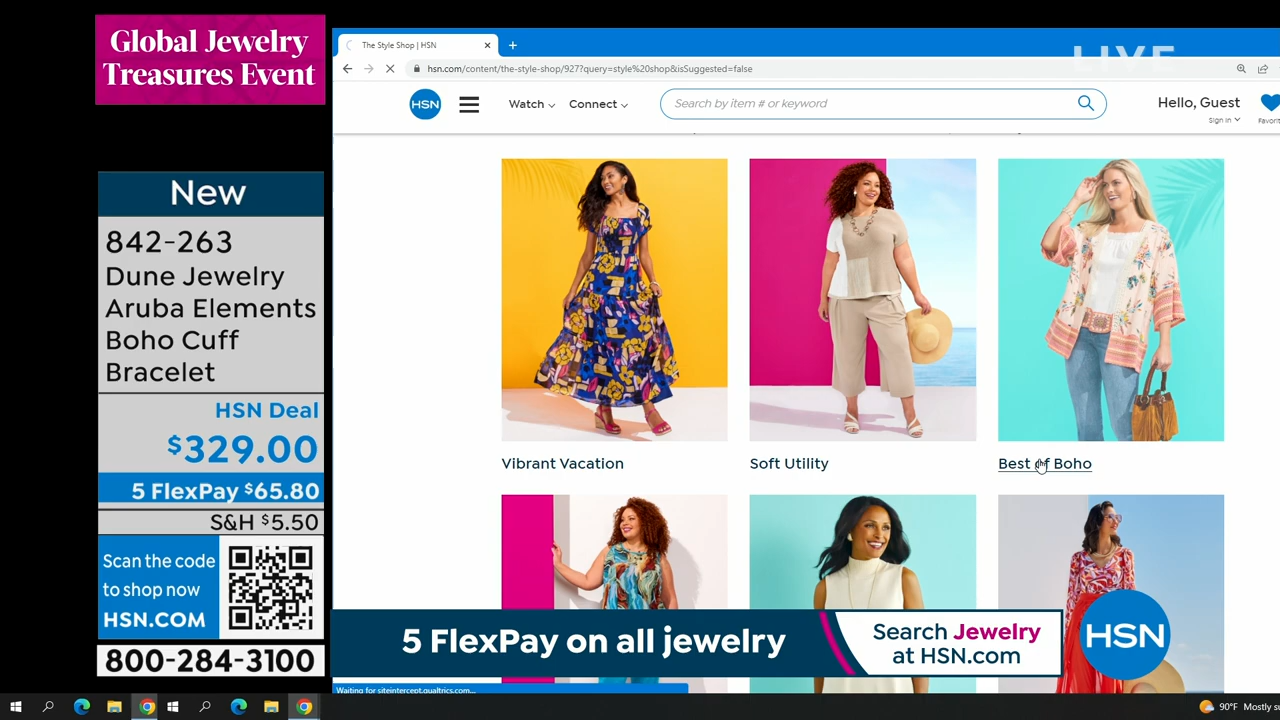 Global Jewelry
Treasures Event
New
842-263
Dune Jewelry
Aruba Elements
Boho Cuff
Bracelet
HSN Deal
$329.00
5 FlexPay $65.80
S&H $5.50
Scan the code
to shop now
HSN.COM
800-284-3100
The Style Shop | HSN
LIVE
hsn.com/content/the-style-shop/927?query=style%20shop&isSuggested=false
HSN
Watch
Connect
Search by item # or keyword
Hello, Guest
Sign In
Favori
Vibrant Vacation
Soft Utility
Best of Boho
5 FlexPay on all jewelry
Search Jewelry
at HSN.com
HSN
Waiting for siteintercept.qualtrics.com...
90°F Mostly su